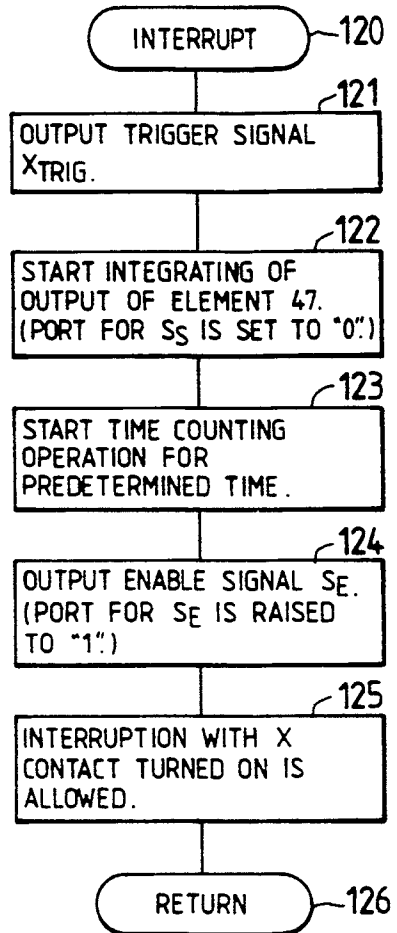 INTERRUPT 120
121
OUTPUT TRIGGER SIGNAL
XTRIG.
122
START INTEGRATING OF
OUTPUT OF ELEMENT 47.
(PORT FOR SS IS SET TO "0".)
123
START TIME COUNTING
OPERATION FOR
PREDETERMINED TIME.
124
OUTPUT ENABLE SIGNAL SE.
(PORT FOR SE IS RAISED
TO "1".)
125
INTERRUPTION WITH X
CONTACT TURNED ON IS
ALLOWED.
RETURN 126